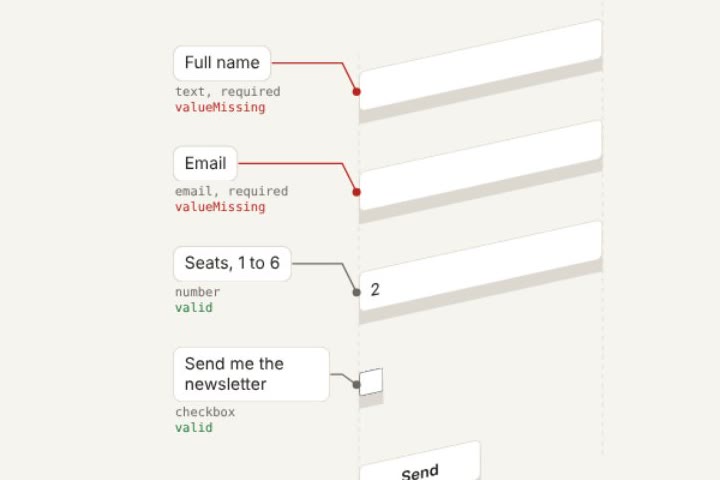 Full name
text, required
valueMissing
Email
email, required
valueMissing
Seats, 1 to 6
number
valid
2
Send me the
newsletter
checkbox
valid
Send